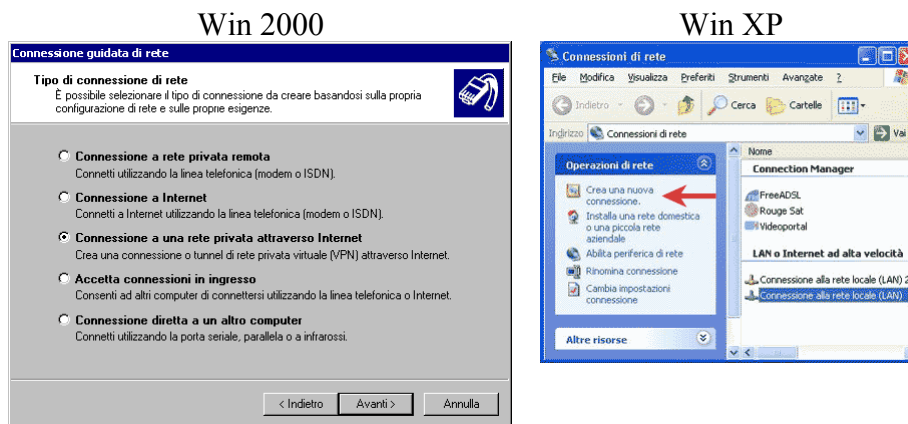 Win 2000
Win XP
Connessione guidata di rete
Tipo di connessione di rete
È possibile selezionare il tipo di connessione da creare basandosi sulla propria
configurazione di rete e sulle proprie esigenze.
Connessione a rete privata remota
Connetti utilizzando la linea telefonica (modem o ISDN).
Connessione a Internet
Connetti a Internet utilizzando la linea telefonica (modem o ISDN).
Connessione a una rete privata attraverso Internet
Crea una connessione o tunnel di rete privata virtuale (VPN) attraverso Internet.
Accetta connessioni in ingresso
Consenti ad altri computer di connettersi utilizzando la linea telefonica o Internet.
Connessione diretta a un altro computer
Connetti utilizzando la porta seriale, parallela o a infrarossi.
< Indietro
Avanti >
Annulla
Connessioni di rete
File Modifica Visualizza Preferiti Strumenti Avanzate ?
Indietro
Cerca
Cartelle
Indirizzo
Connessioni di rete
Vai
Operazioni di rete
Crea una nuova
connessione.
Installa una rete domestica
o una piccola rete
aziendale
Abilita periferica di rete
Rinomina connessione
Cambia impostazioni
connessione
Altre risorse
Nome
Connection Manager
FreeADSL
Rouge Sat
Videoportal
LAN o Internet ad alta velocità
Connessione alla rete locale (LAN) 2
Connessione alla rete locale (LAN)